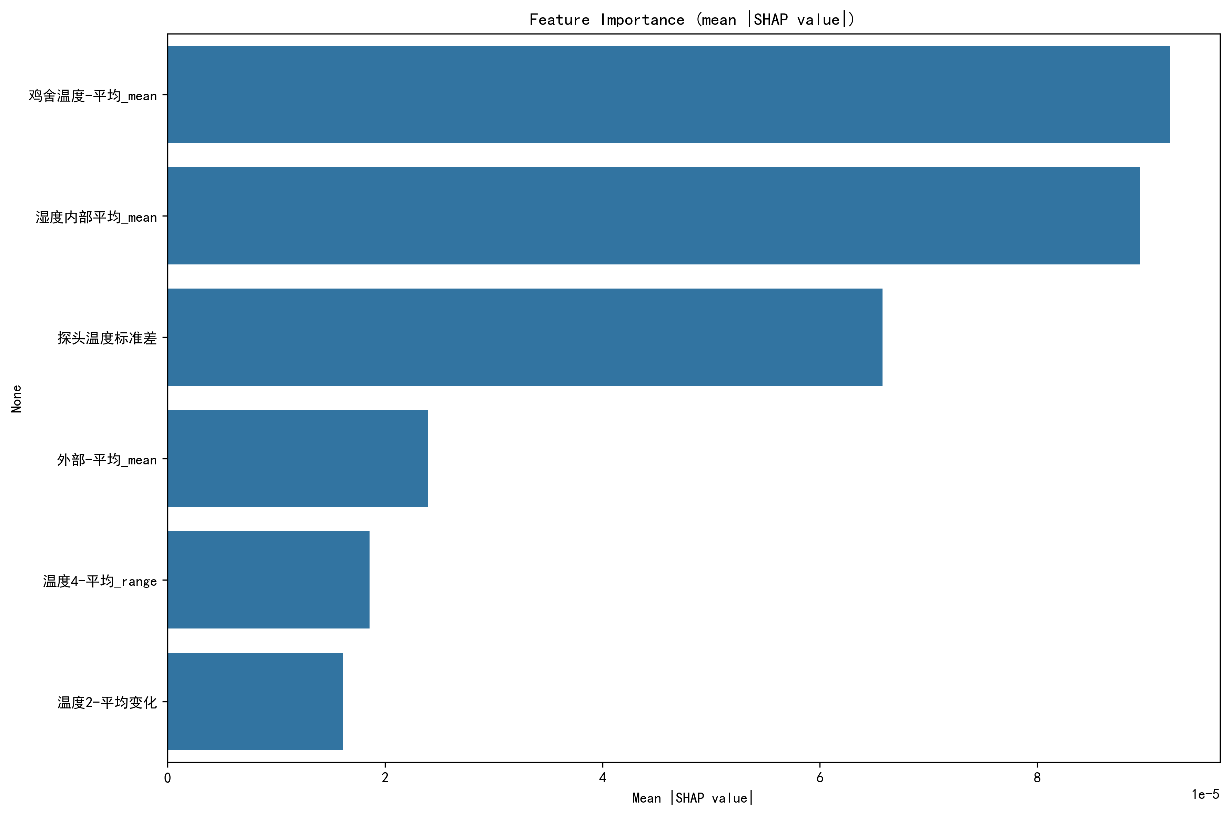 Feature Importance (mean |SHAP value|)
鸡舍温度-平均_mean
湿度内部平均_mean
探头温度标准差
外部-平均_mean
温度4-平均_range
温度2-平均变化
None
0 2 4 6 8
1e-5
Mean |SHAP value|